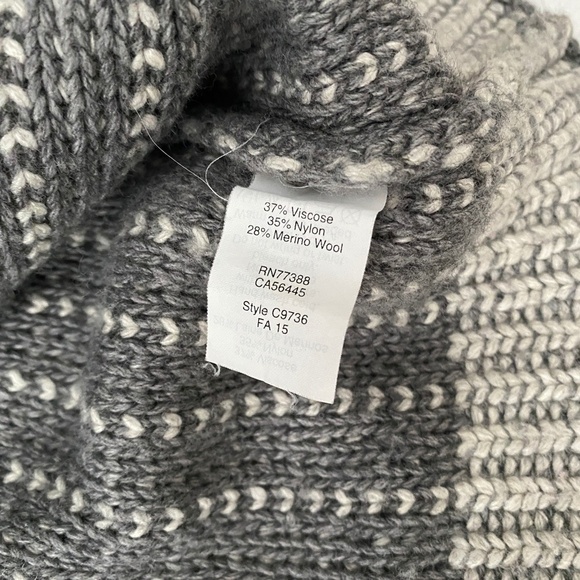 37% Viscose
35% Nylon
28% Merino Wool
RN77388
CA56445
Style C9736
FA 15